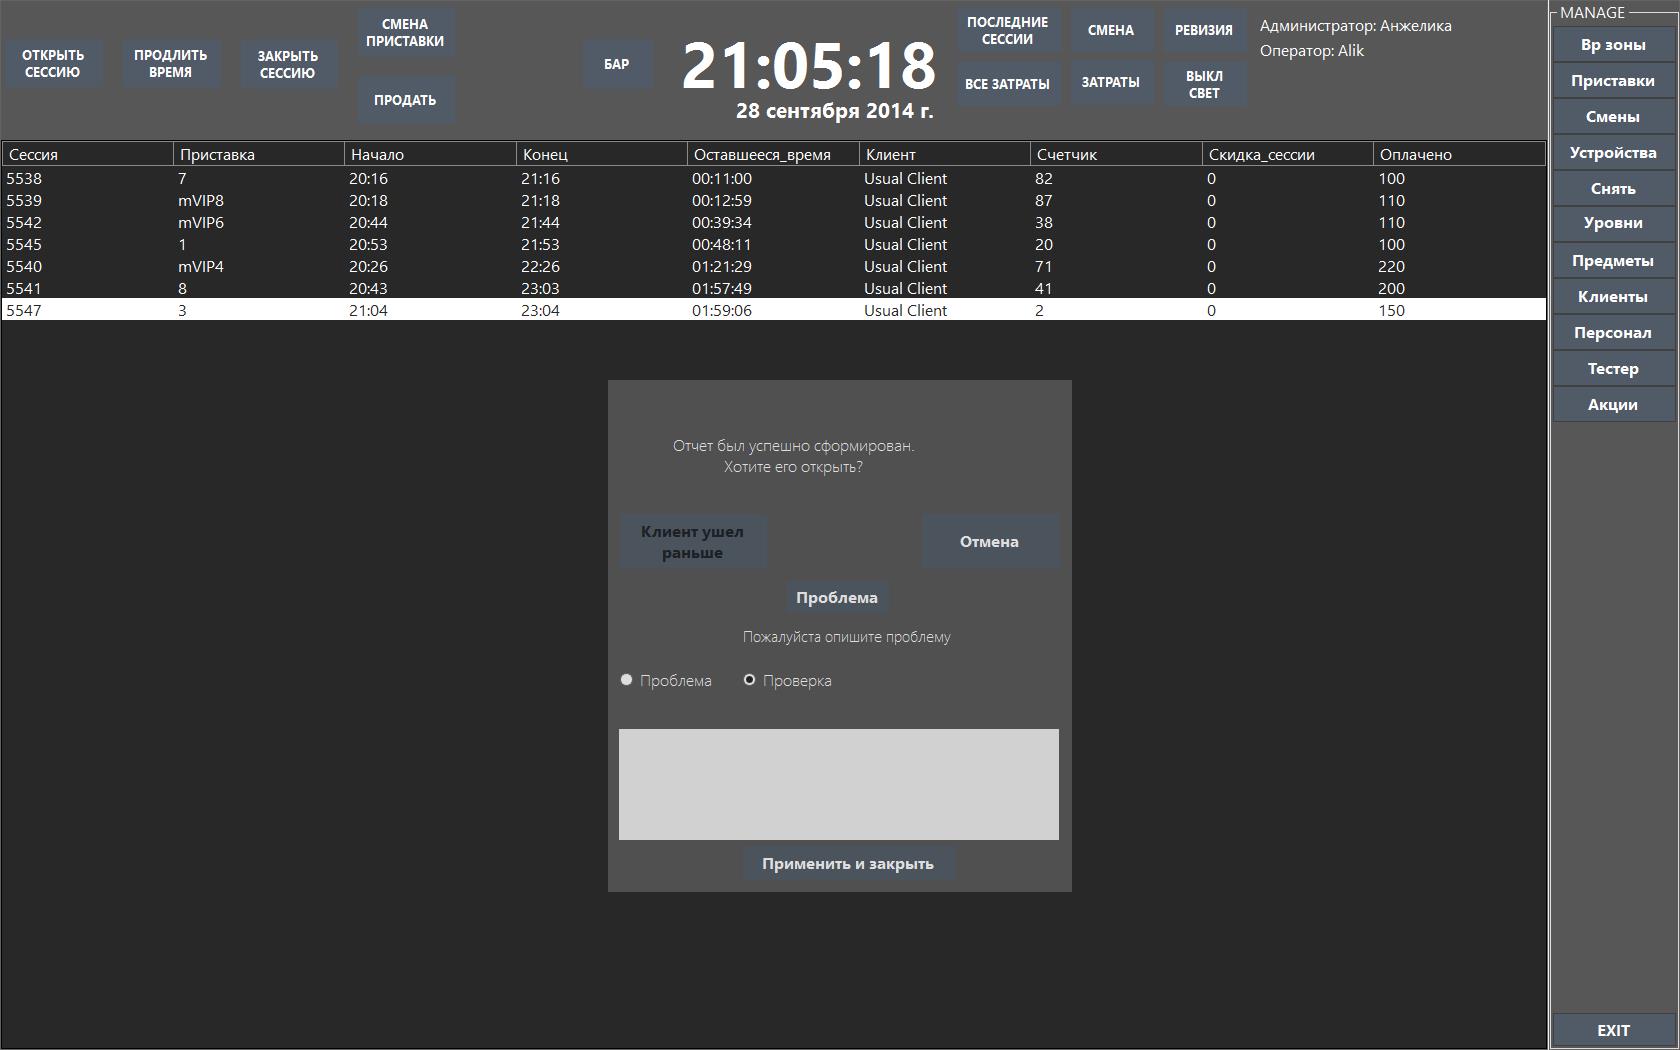 ОТКРЫТЬ
СЕССИЮ
ПРОДЛИТЬ
ВРЕМЯ
ЗАКРЫТЬ
СЕССИЮ
СМЕНА
ПРИСТАВКИ
ПРОДАТЬ
БАР
21:05:18
28 сентября 2014 г.
ПОСЛЕДНИЕ
СЕССИИ
СМЕНА
РЕВИЗИЯ
ВСЕ ЗАТРАТЫ
ЗАТРАТЫ
ВЫКЛ
СВЕТ
Администратор: Анжелика
Оператор: Alik
Сессия Приставка Начало Конец Оставшееся_время Клиент Счетчик Скидка_сессии Оплачено
5538 7 20:16 21:16 00:11:00 Usual Client 82 0 100
5539 mVIP8 20:18 21:18 00:12:59 Usual Client 87 0 110
5542 mVIP6 20:44 21:44 00:39:34 Usual Client 38 0 110
5545 1 20:53 21:53 00:48:11 Usual Client 20 0 100
5540 mVIP4 20:26 22:26 01:21:29 Usual Client 71 0 220
5541 8 20:43 23:03 01:57:49 Usual Client 41 0 200
5547 3 21:04 23:04 01:59:06 Usual Client 2 0 150
Отчет был успешно сформирован.
Хотите его открыть?
Клиент ушел
раньше
Отмена
Проблема
Пожалуйста опишите проблему
Проблема Проверка
Применить и закрыть
MANAGE
Вр зоны
Приставки
Смены
Устройства
Снять
Уровни
Предметы
Клиенты
Персонал
Тестер
Акции
EXIT